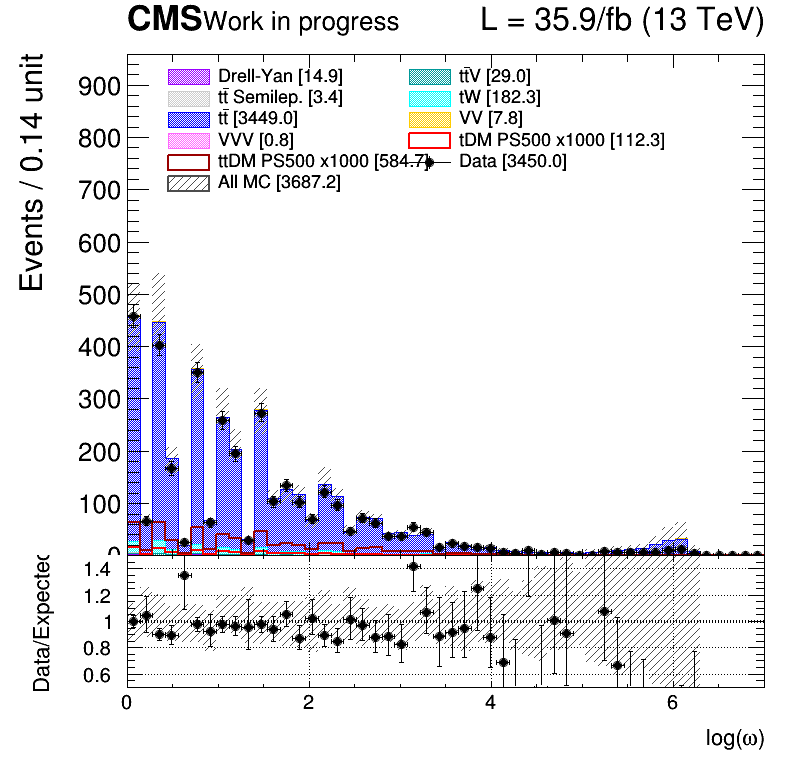 CMS Work in progress L = 35.9/fb (13 TeV)
Events / 0.14 unit
900
800
700
600
500
400
300
200
100
0
Drell-Yan [14.9]
tt̄V [29.0]
tt̄ Semilep. [3.4]
tW [182.3]
tt̄ [3449.0]
VV [7.8]
VVV [0.8]
tDM PS500 x1000 [112.3]
ttDM PS500 x1000 [584.7]
Data [3450.0]
All MC [3687.2]
Data/Expected
1.4
1.2
1
0.8
0.6
0 2 4 6
log(ω)